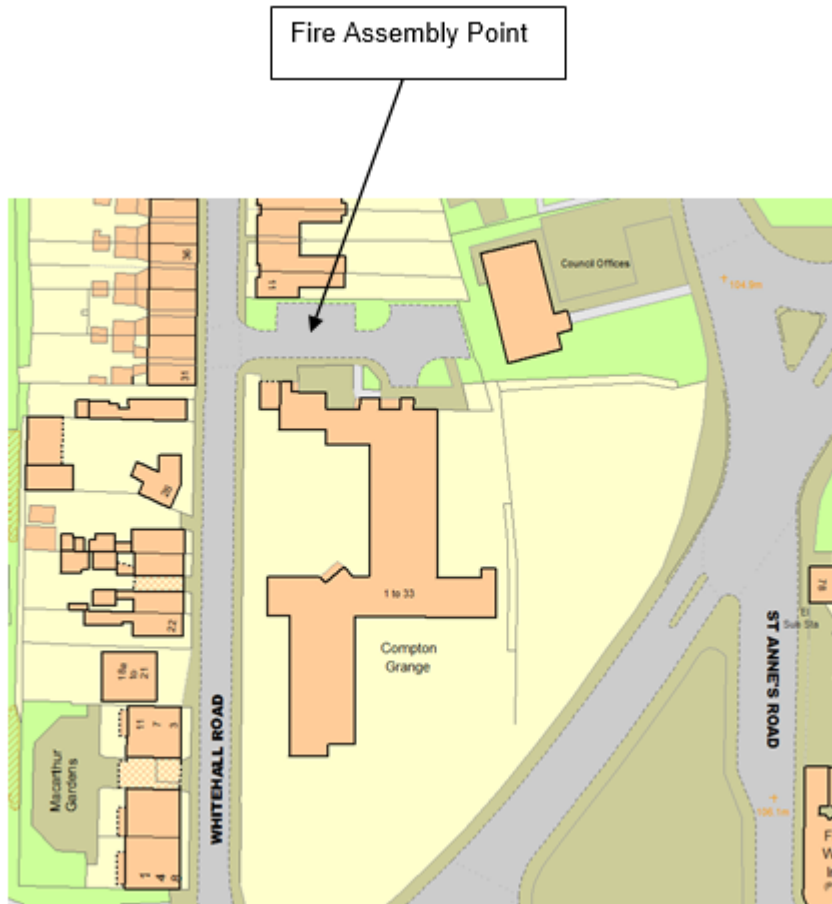 Fire Assembly Point
36
11
Council Offices
104.9m
31
26
1 to 33
78
El
Sub Sta
22
Compton
Grange
18a
to
21
ST ANNE'S ROAD
WHITEHALL ROAD
11
7
3
Macarthur
Gardens
106.1m
1
4
8
F
W